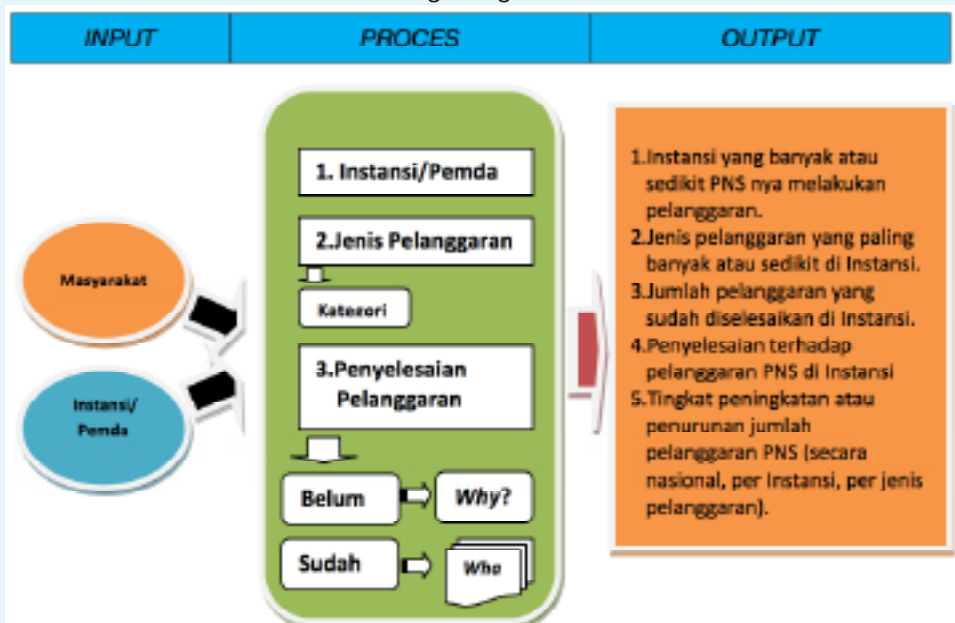 INPUT
PROCES
OUTPUT
Masyarakat
Instansi/
Pemda
1. Instansi/Pemda
2.Jenis Pelanggaran
Kategori
3.Penyelesaian
Pelanggaran
Belum
Why?
Sudah
Wha
1.Instansi yang banyak atau
sedikit PNS nya melakukan
pelanggaran.
2.Jenis pelanggaran yang paling
banyak atau sedikit di Instansi.
3.Jumlah pelanggaran yang
sudah diselesaikan di Instansi.
4.Penyelesaian terhadap
pelanggaran PNS di Instansi
5.Tingkat peningkatan atau
penurunan jumlah
pelanggaran PNS (secara
nasional, per Instansi, per jenis
pelanggaran).